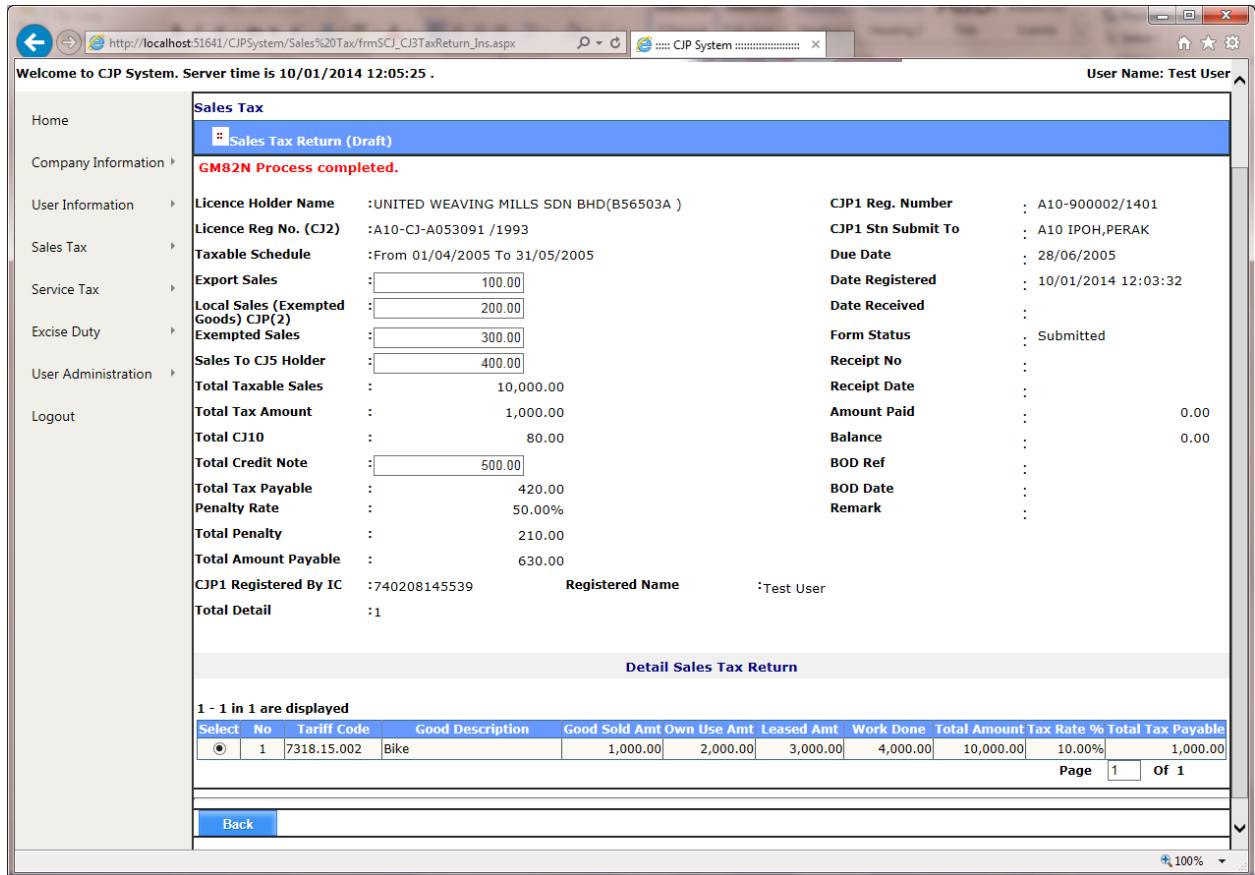 http://localhost:51641/CJPSystem/Sales%20Tax/frmSCJ_CJ3TaxReturn_Ins.aspx
::::: CJP System ::::::::::::::::::::::
Welcome to CJP System. Server time is 10/01/2014 12:05:25 .
User Name: Test User
Home
Company Information
User Information
Sales Tax
Service Tax
Excise Duty
User Administration
Logout
Sales Tax
:: Sales Tax Return (Draft)
GM82N Process completed.
Licence Holder Name :UNITED WEAVING MILLS SDN BHD(B56503A ) CJP1 Reg. Number : A10-900002/1401
Licence Reg No. (CJ2) :A10-CJ-A053091 /1993 CJP1 Stn Submit To : A10 IPOH,PERAK
Taxable Schedule :From 01/04/2005 To 31/05/2005 Due Date : 28/06/2005
Export Sales : 100.00 Date Registered : 10/01/2014 12:03:32
Local Sales (Exempted Goods) CJP(2) : 200.00 Date Received :
Exempted Sales : 300.00 Form Status : Submitted
Sales To CJ5 Holder : 400.00 Receipt No :
Total Taxable Sales : 10,000.00 Receipt Date :
Total Tax Amount : 1,000.00 Amount Paid : 0.00
Total CJ10 : 80.00 Balance : 0.00
Total Credit Note : 500.00 BOD Ref :
Total Tax Payable : 420.00 BOD Date :
Penalty Rate : 50.00% Remark :
Total Penalty : 210.00
Total Amount Payable : 630.00
CJP1 Registered By IC :740208145539 Registered Name :Test User
Total Detail :1
Detail Sales Tax Return
1 - 1 in 1 are displayed
Select No Tariff Code Good Description Good Sold Amt Own Use Amt Leased Amt Work Done Total Amount Tax Rate % Total Tax Payable
1 7318.15.002 Bike 1,000.00 2,000.00 3,000.00 4,000.00 10,000.00 10.00% 1,000.00
Page 1 Of 1
Back
100%